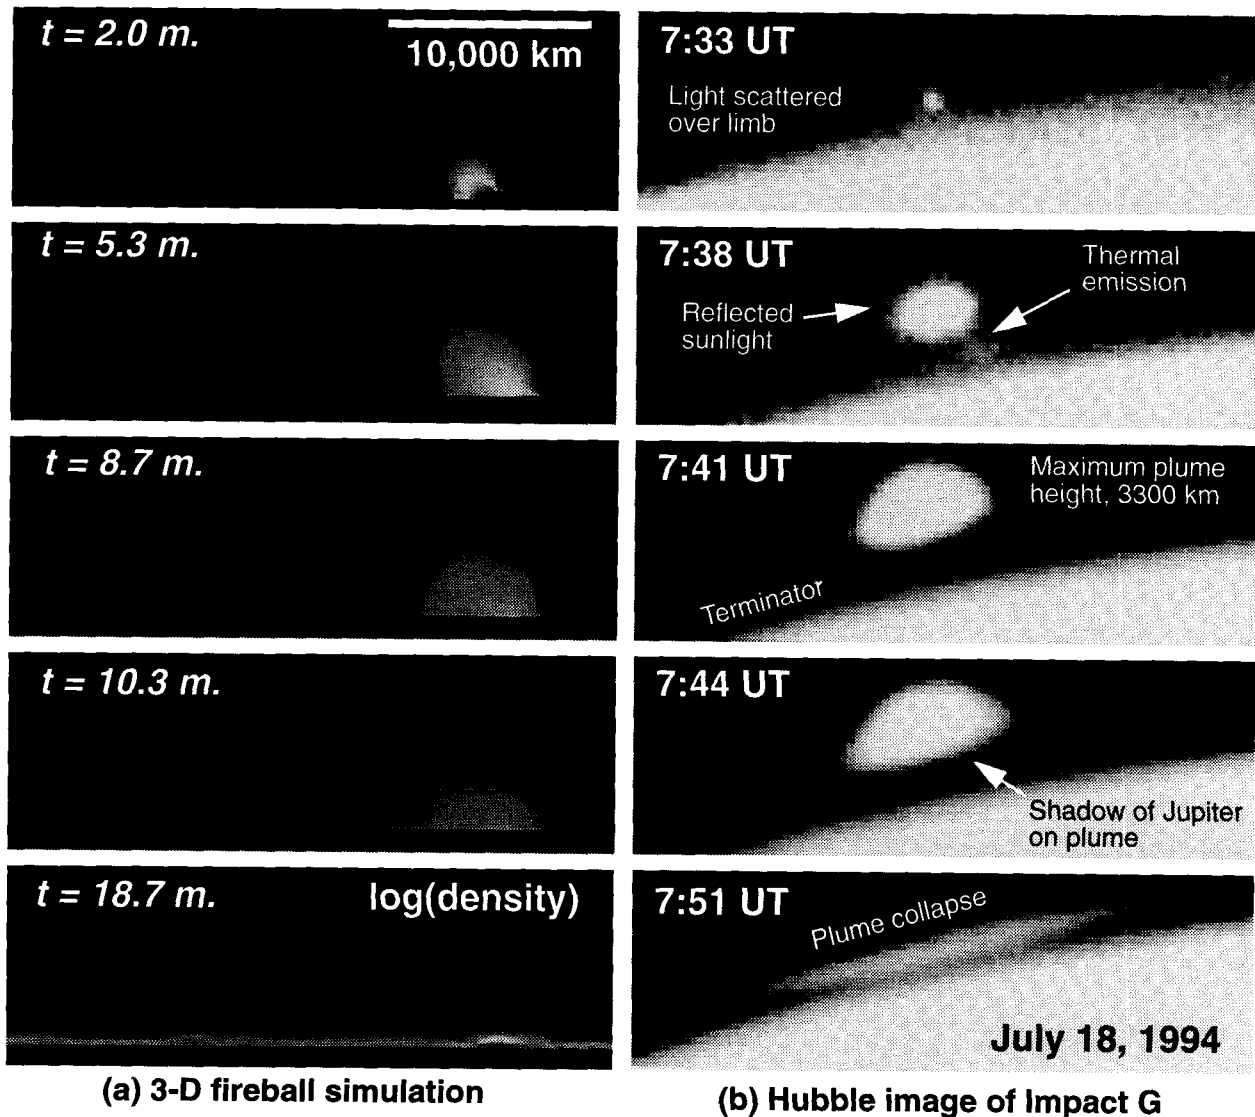 t = 2.0 m.
10,000 km
t = 5.3 m.
t = 8.7 m.
t = 10.3 m.
t = 18.7 m.
log(density)
(a) 3-D fireball simulation
7:33 UT
Light scattered
over limb
7:38 UT
Thermal
emission
Reflected
sunlight
7:41 UT
Maximum plume
height, 3300 km
Terminator
7:44 UT
Shadow of Jupiter
on plume
7:51 UT
Plume collapse
July 18, 1994
(b) Hubble image of Impact G